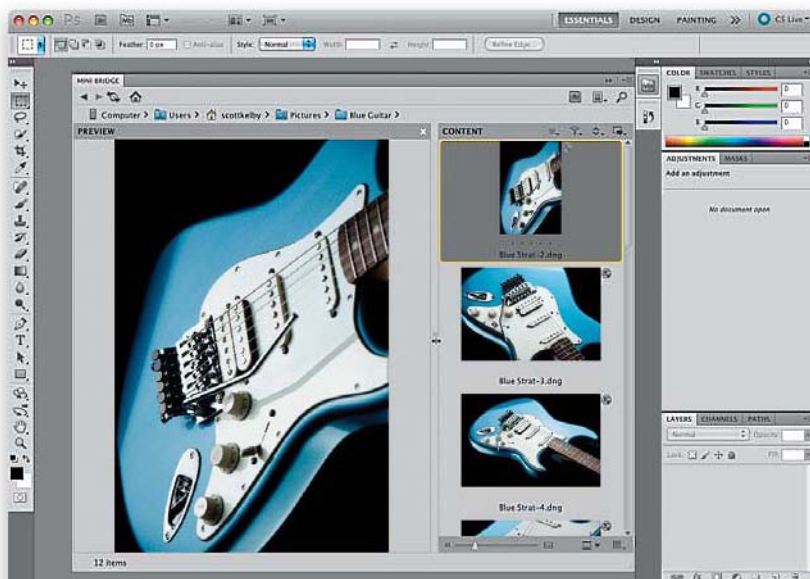 Ps Br Mb ESSENTIALS DESIGN PAINTING CS Live
Feather: 0 px Anti-alias Style: Normal Width: Height: Refine Edge...
MINI BRIDGE
Computer > Users > scottkelby > Pictures > Blue Guitar >
PREVIEW
CONTENT
Blue Strat-2.dng
Blue Strat-3.dng
Blue Strat-4.dng
12 items
COLOR SWATCHES STYLES
R 0
G 0
B 0
ADJUSTMENTS MASKS
Add an adjustment
No document open
LAYERS CHANNELS PATHS
Normal Opacity:
Lock: Fill: